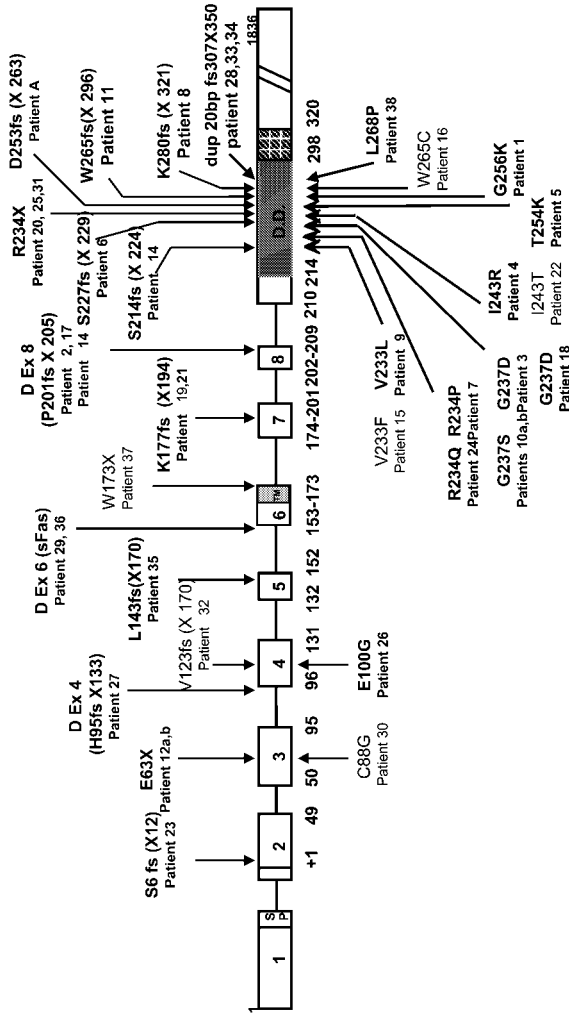 S6 fs (X12)
Patient 23
E63X
Patient 12a,b
D Ex 4
(H95fs X133)
Patient 27
V123fs (X 170)
Patient 32
L143fs(X170)
Patient 35
D Ex 6 (sFas)
Patient 29, 36
W173X
Patient 37
K177fs (X194)
Patient 19,21
D Ex 8
(P201fs X 205)
Patient 2, 17
Patient 14
S214fs (X 224)
Patient 14
S227fs (X 229)
Patient 6
R234X
Patient 20, 25,31
D253fs (X 263)
Patient A
W265fs(X 296)
Patient 11
K280fs (X 321)
Patient 8
dup 20bp fs307X350
patient 28,33,34
1
1
S
P
2
3
4
5
6
TM
7
8
D.D.
1836
+1
49
50
95
96
131
132
152
153-173
174-201
202-209
210
214
298
320
C88G
Patient 30
E100G
Patient 26
V233F
Patient 15
V233L
Patient 9
R234Q R234P
Patient 24Patient 7
G237S G237D
Patients 10a,bPatient 3
G237D
Patient 18
I243R
Patient 4
I243T
Patient 22
T254K
Patient 5
G256K
Patient 1
W265C
Patient 16
L268P
Patient 38